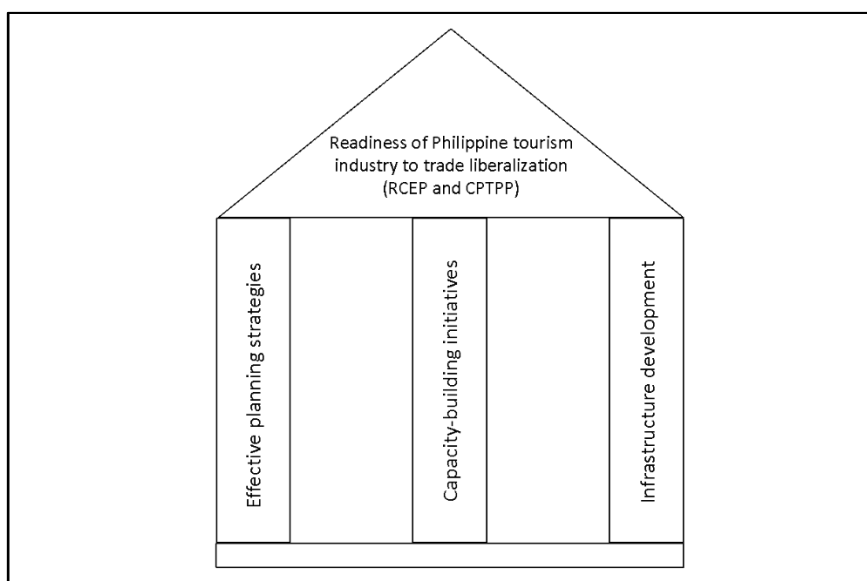 Readiness of Philippine tourism
industry to trade liberalization
(RCEP and CPTPP)
Effective planning strategies
Capacity-building initiatives
Infrastructure development